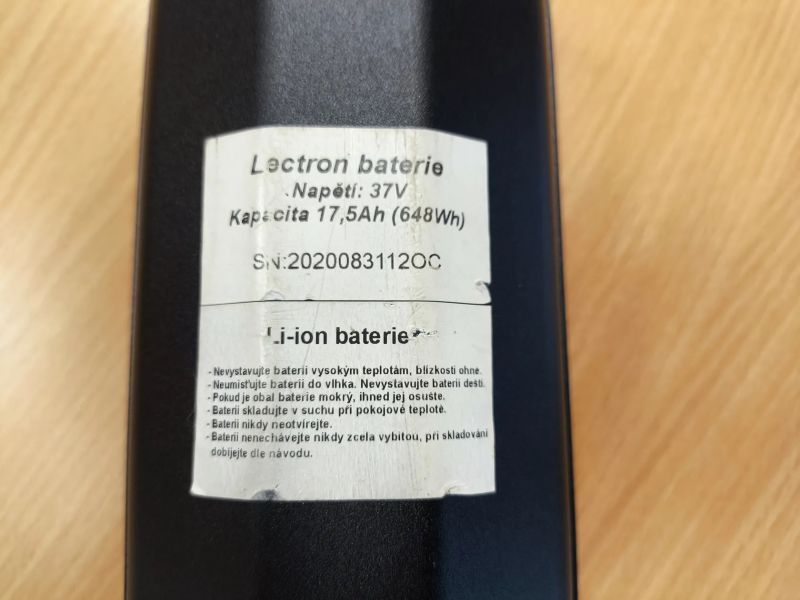 Lectron baterie
Napětí: 37V
Kapacita 17,5Ah (648Wh)
SN:2020083112OC
Li-ion baterie
- Nevystavujte baterii vysokým teplotám, blízkosti ohně.
- Neumisťujte baterii do vlhka. Nevystavujte baterii dešti.
- Pokud je obal baterie mokrý, ihned jej osušte.
- Baterii skladujte v suchu při pokojové teplotě.
- Baterii nikdy neotvírejte.
- Baterii nenechávejte nikdy zcela vybitou, při skladování
dobíjejte dle návodu.